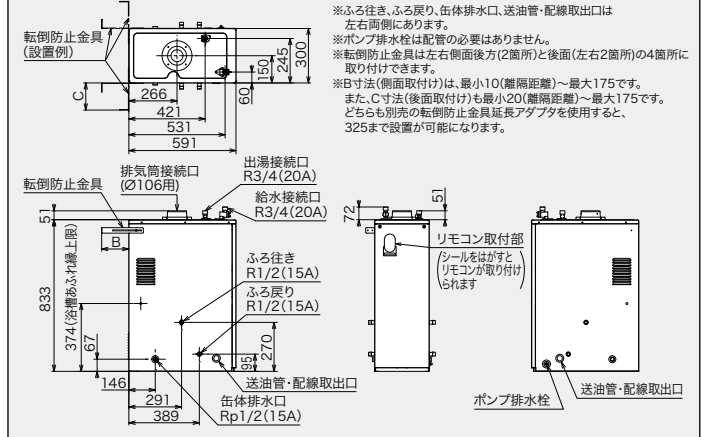 ※ふろ往き、ふろ戻り、缶体排水口、送油管・配線取出口は
左右両側にあります。
※ポンプ排水栓は配管の必要はありません。
※転倒防止金具は左右側面後方(2箇所)と後面(左右2箇所)の4箇所に
取り付けできます。
※B寸法(側面取付け)は、最小10(離隔距離)〜最大175です。
また、C寸法(後面取付け)も最小20(離隔距離)〜最大175です。
どちらも別売の転倒防止金具延長アダプタを使用すると、
325まで設置が可能になります。
転倒防止金具
(設置例)
C
266
421
531
591
150
245
300
60
転倒防止金具
排気筒接続口
(Ø106用)
出湯接続口
R3/4(20A)
給水接続口
R3/4(20A)
51
B
833
374(浴槽あふれ縁上限)
67
ふろ往き
R1/2(15A)
ふろ戻り
R1/2(15A)
95
270
146
291
389
送油管・配線取出口
缶体排水口
Rp1/2(15A)
72
51
リモコン取付部
(シールをはがすと
リモコンが取り付け
られます)
ポンプ排水栓
送油管・配線取出口